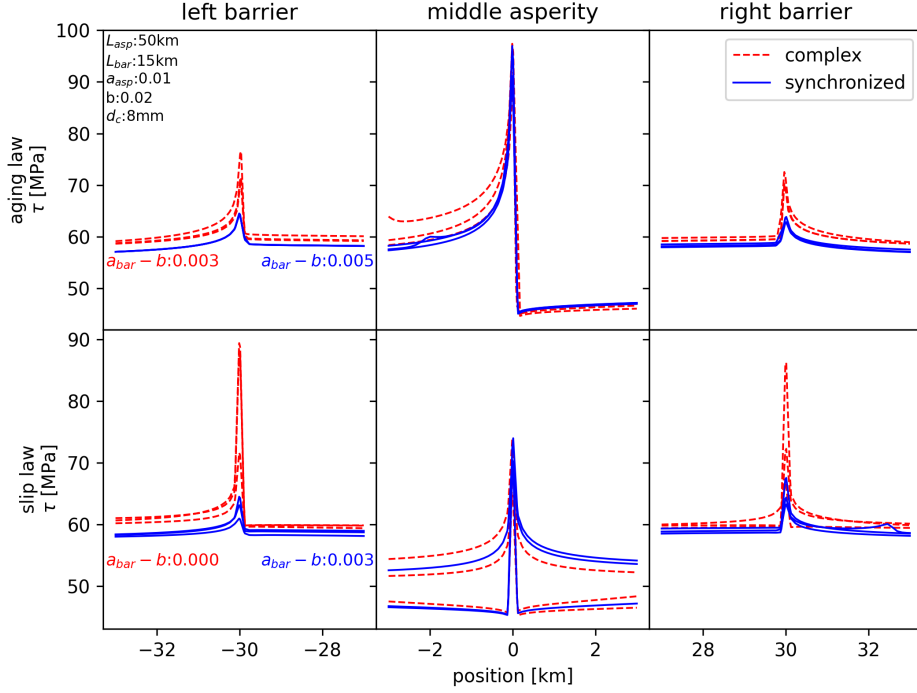 left barrier
middle asperity
right barrier
100
90
80
70
60
50
aging law
τ [MPa]
L_asp:50km
L_bar:15km
a_asp:0.01
b:0.02
d_c:8mm
a_bar − b:0.003
a_bar − b:0.005
complex
synchronized
90
80
70
60
50
slip law
τ [MPa]
a_bar − b:0.000
a_bar − b:0.003
−32 −30 −28
−2 0 2
28 30 32
position [km]